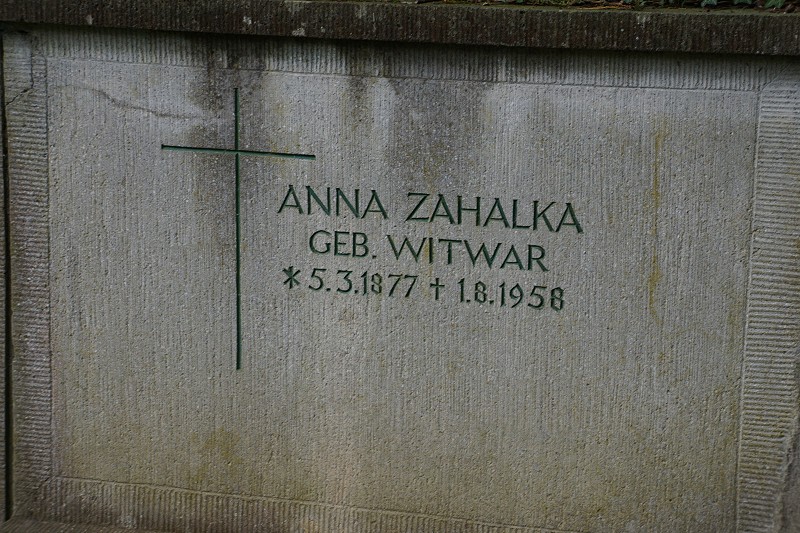 ANNA ZAHALKA
GEB. WITWAR
* 5.3.1877 † 1.8.1958